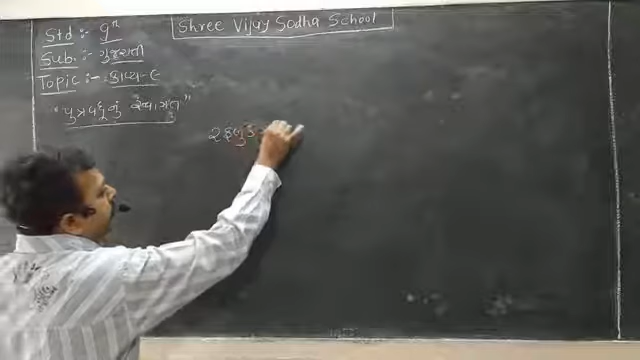 Shree Vijay Sodha School
Std :- 9th
Sub :- ગુજરાતી
Topic :- કાવ્ય - ૯
"પુત્રવધૂનું સ્વાગત"